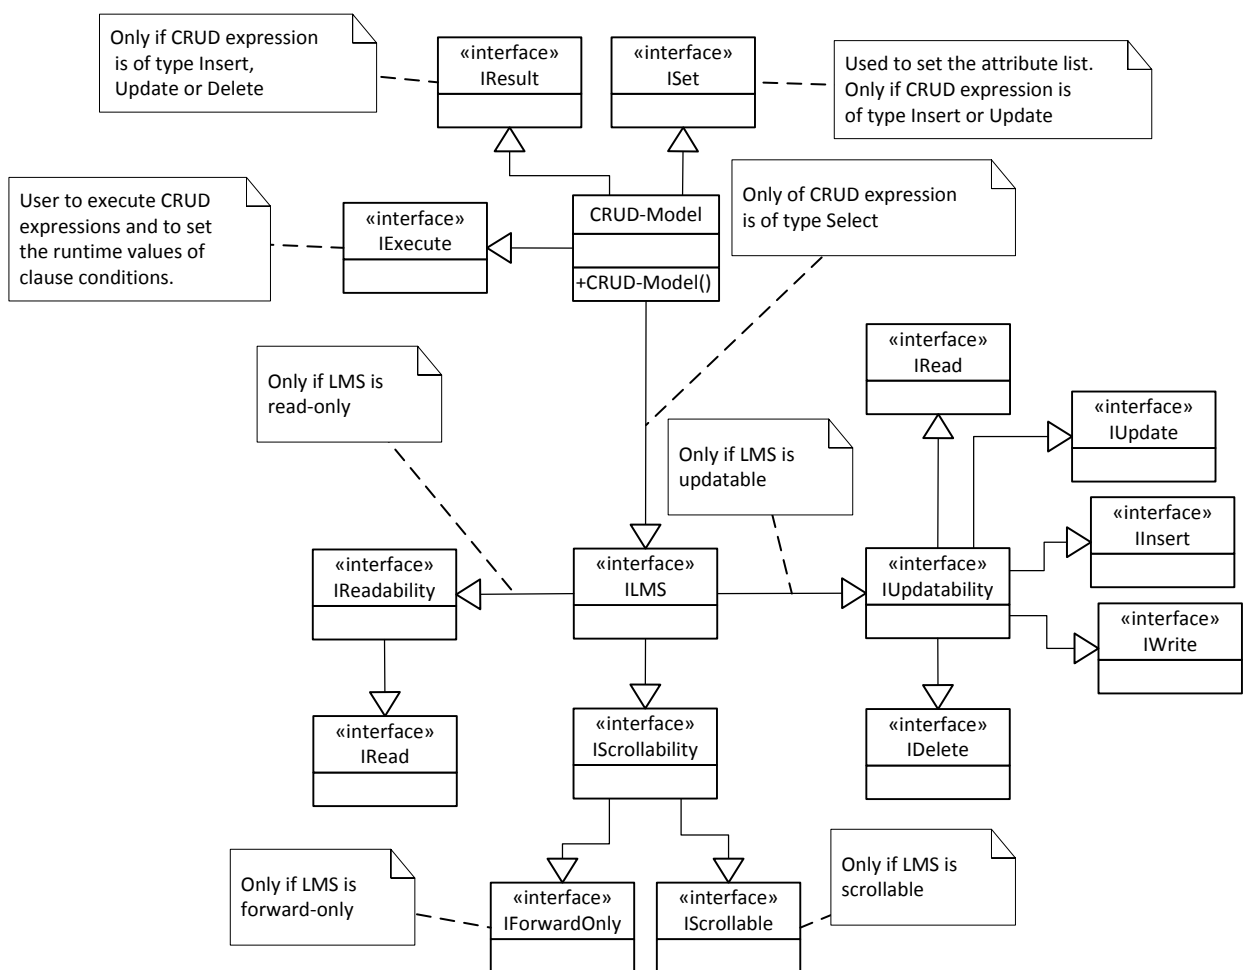 Only if CRUD expression
is of type Insert,
Update or Delete
«interface»
IResult
«interface»
ISet
Used to set the attribute list.
Only if CRUD expression is
of type Insert or Update
User to execute CRUD
expressions and to set
the runtime values of
clause conditions.
«interface»
IExecute
CRUD-Model
+CRUD-Model()
Only of CRUD expression
is of type Select
Only if LMS is
read-only
«interface»
IRead
«interface»
IUpdate
Only if LMS is
updatable
«interface»
IInsert
«interface»
IReadability
«interface»
ILMS
«interface»
IUpdatability
«interface»
IWrite
«interface»
IRead
«interface»
IScrollability
«interface»
IDelete
Only if LMS is
forward-only
«interface»
IForwardOnly
«interface»
IScrollable
Only if LMS is
scrollable